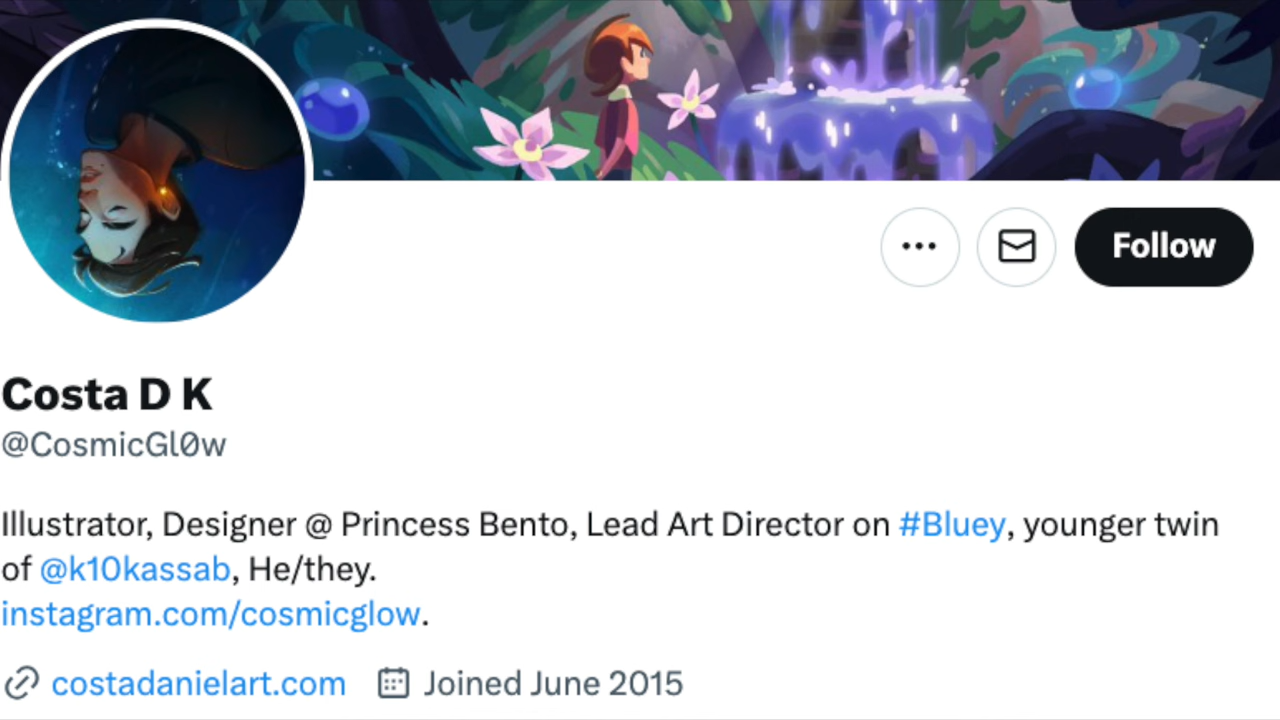 Follow
Costa D K
@CosmicGl0w
Illustrator, Designer @ Princess Bento, Lead Art Director on #Bluey, younger twin
of @k10kassab, He/they.
instagram.com/cosmicglow.
costadanielart.com Joined June 2015